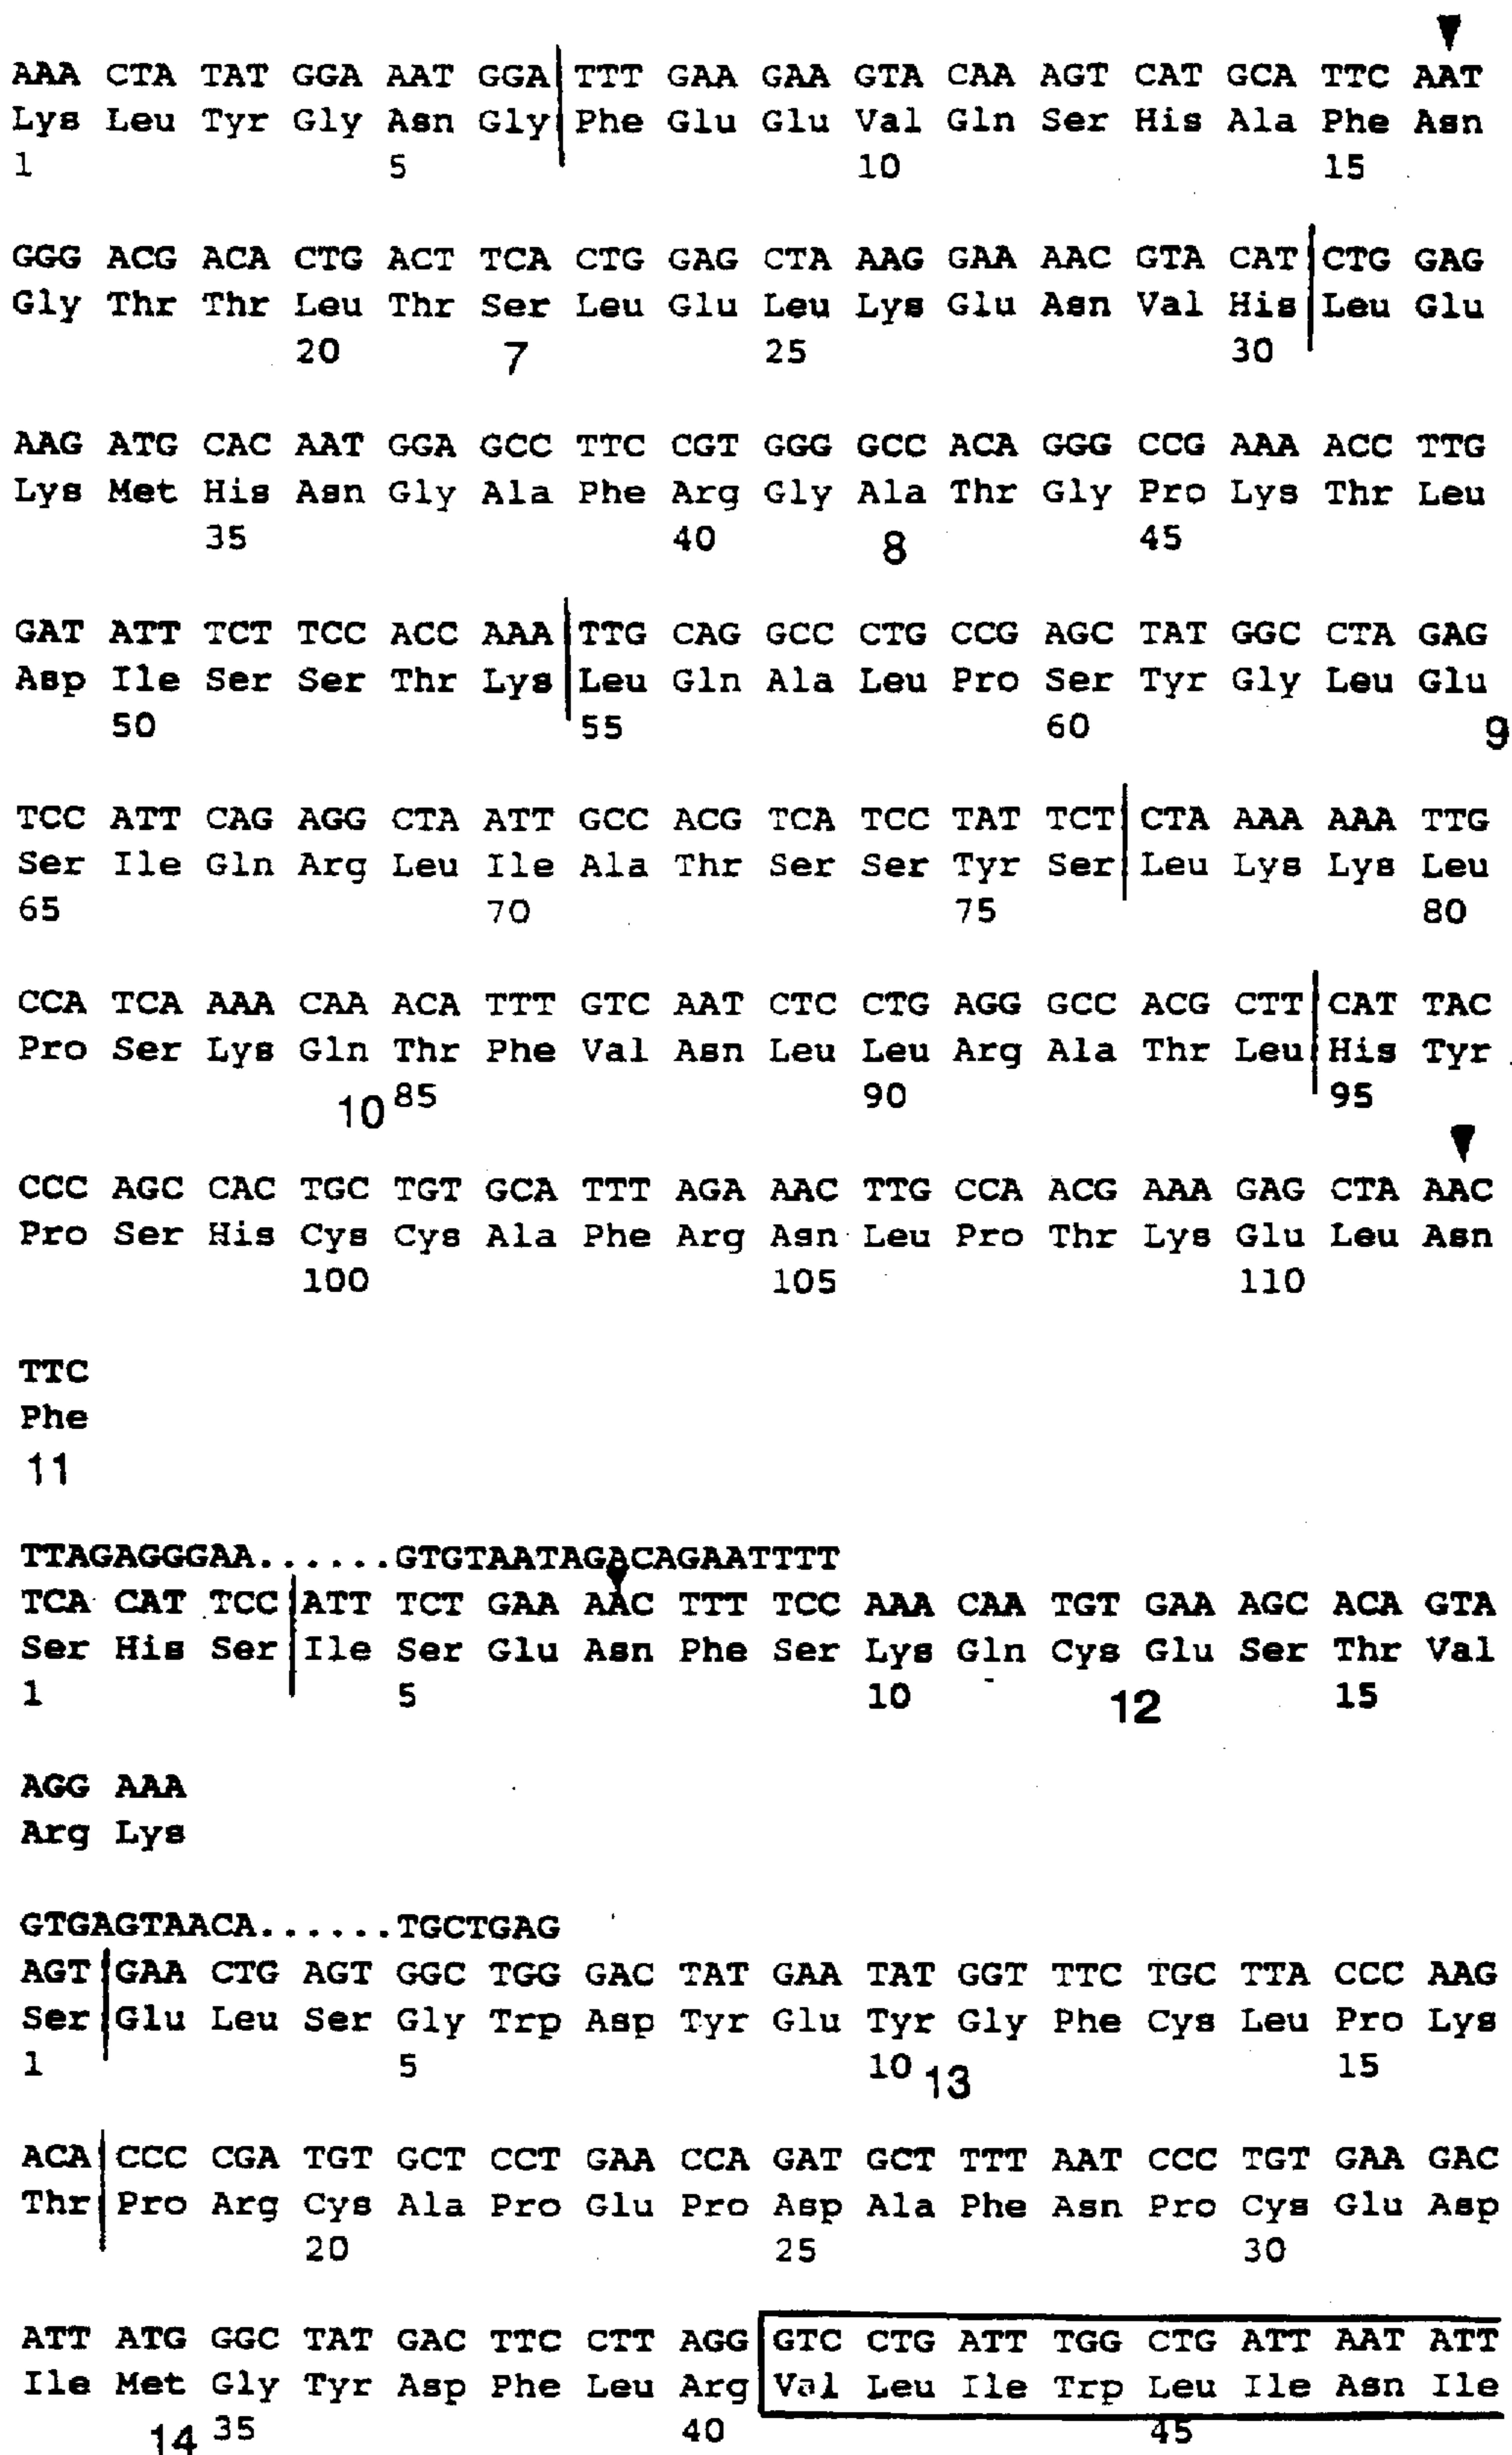 AAA CTA TAT GGA AAT GGA TTT GAA GAA GTA CAA AGT CAT GCA TTC AAT
Lys Leu Tyr Gly Asn Gly Phe Glu Glu Val Gln Ser His Ala Phe Asn
1 5 10 15
GGG ACG ACA CTG ACT TCA CTG GAG CTA AAG GAA AAC GTA CAT CTG GAG
Gly Thr Thr Leu Thr Ser Leu Glu Leu Lys Glu Asn Val His Leu Glu
20 7 25 30
AAG ATG CAC AAT GGA GCC TTC CGT GGG GCC ACA GGG CCG AAA ACC TTG
Lys Met His Asn Gly Ala Phe Arg Gly Ala Thr Gly Pro Lys Thr Leu
35 40 8 45
GAT ATT TCT TCC ACC AAA TTG CAG GCC CTG CCG AGC TAT GGC CTA GAG
Asp Ile Ser Ser Thr Lys Leu Gln Ala Leu Pro Ser Tyr Gly Leu Glu
50 55 60 9
TCC ATT CAG AGG CTA ATT GCC ACG TCA TCC TAT TCT CTA AAA AAA TTG
Ser Ile Gln Arg Leu Ile Ala Thr Ser Ser Tyr Ser Leu Lys Lys Leu
65 70 75 80
CCA TCA AAA CAA ACA TTT GTC AAT CTC CTG AGG GCC ACG CTT CAT TAC
Pro Ser Lys Gln Thr Phe Val Asn Leu Leu Arg Ala Thr Leu His Tyr
10 85 90 95
CCC AGC CAC TGC TGT GCA TTT AGA AAC TTG CCA ACG AAA GAG CTA AAC
Pro Ser His Cys Cys Ala Phe Arg Asn Leu Pro Thr Lys Glu Leu Asn
100 105 110
TTC
Phe
11
TTAGAGGGAA......GTGTAATAGACAGAATTTT
TCA CAT TCC ATT TCT GAA AAC TTT TCC AAA CAA TGT GAA AGC ACA GTA
Ser His Ser Ile Ser Glu Asn Phe Ser Lys Gln Cys Glu Ser Thr Val
1 5 10 12 15
AGG AAA
Arg Lys
GTGAGTAACA......TGCTGAG
AGT GAA CTG AGT GGC TGG GAC TAT GAA TAT GGT TTC TGC TTA CCC AAG
Ser Glu Leu Ser Gly Trp Asp Tyr Glu Tyr Gly Phe Cys Leu Pro Lys
1 5 10 13 15
ACA CCC CGA TGT GCT CCT GAA CCA GAT GCT TTT AAT CCC TGT GAA GAC
Thr Pro Arg Cys Ala Pro Glu Pro Asp Ala Phe Asn Pro Cys Glu Asp
20 25 30
ATT ATG GGC TAT GAC TTC CTT AGG GTC CTG ATT TGG CTG ATT AAT ATT
Ile Met Gly Tyr Asp Phe Leu Arg Val Leu Ile Trp Leu Ile Asn Ile
14 35 40 45